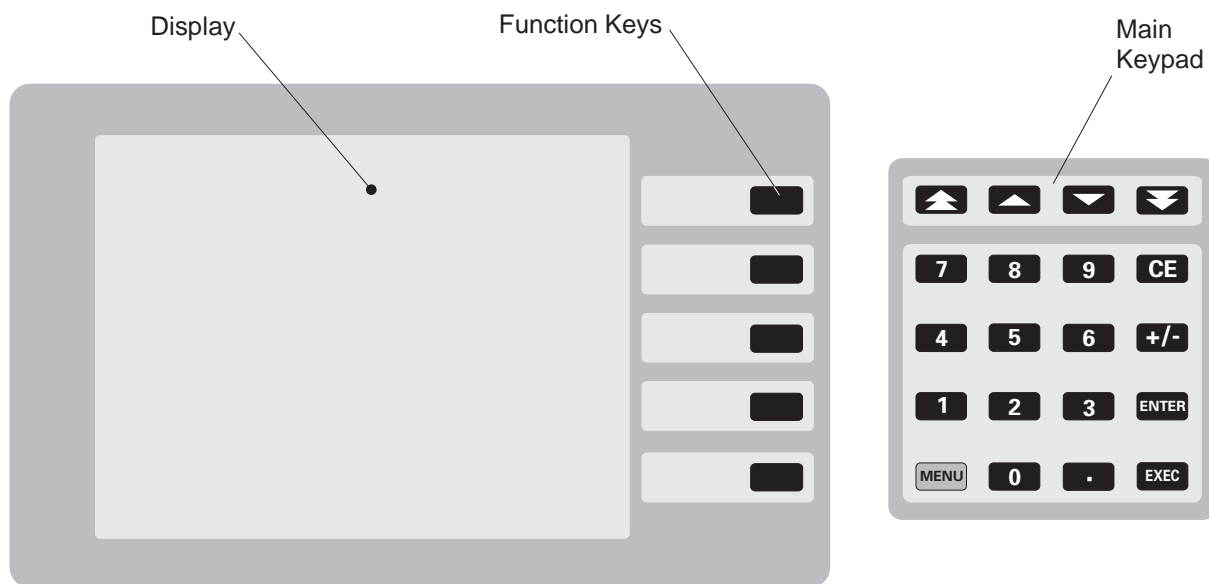 Display
Function Keys
Main
Keypad
7 8 9 CE
4 5 6 +/-
1 2 3 ENTER
MENU 0 . EXEC